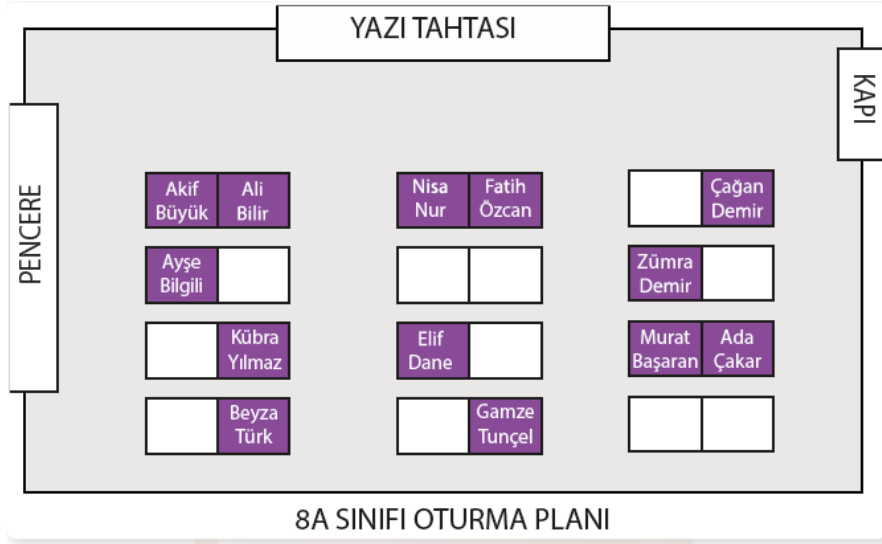 YAZI TAHTASI
KAPI
PENCERE
Akif
Büyük
Ali
Bilir
Nisa
Nur
Fatih
Özcan
Çağan
Demir
Ayşe
Bilgili
Zümra
Demir
Kübra
Yılmaz
Elif
Dane
Murat
Başaran
Ada
Çakar
Beyza
Türk
Gamze
Tunçel
8A SINIFI OTURMA PLANI